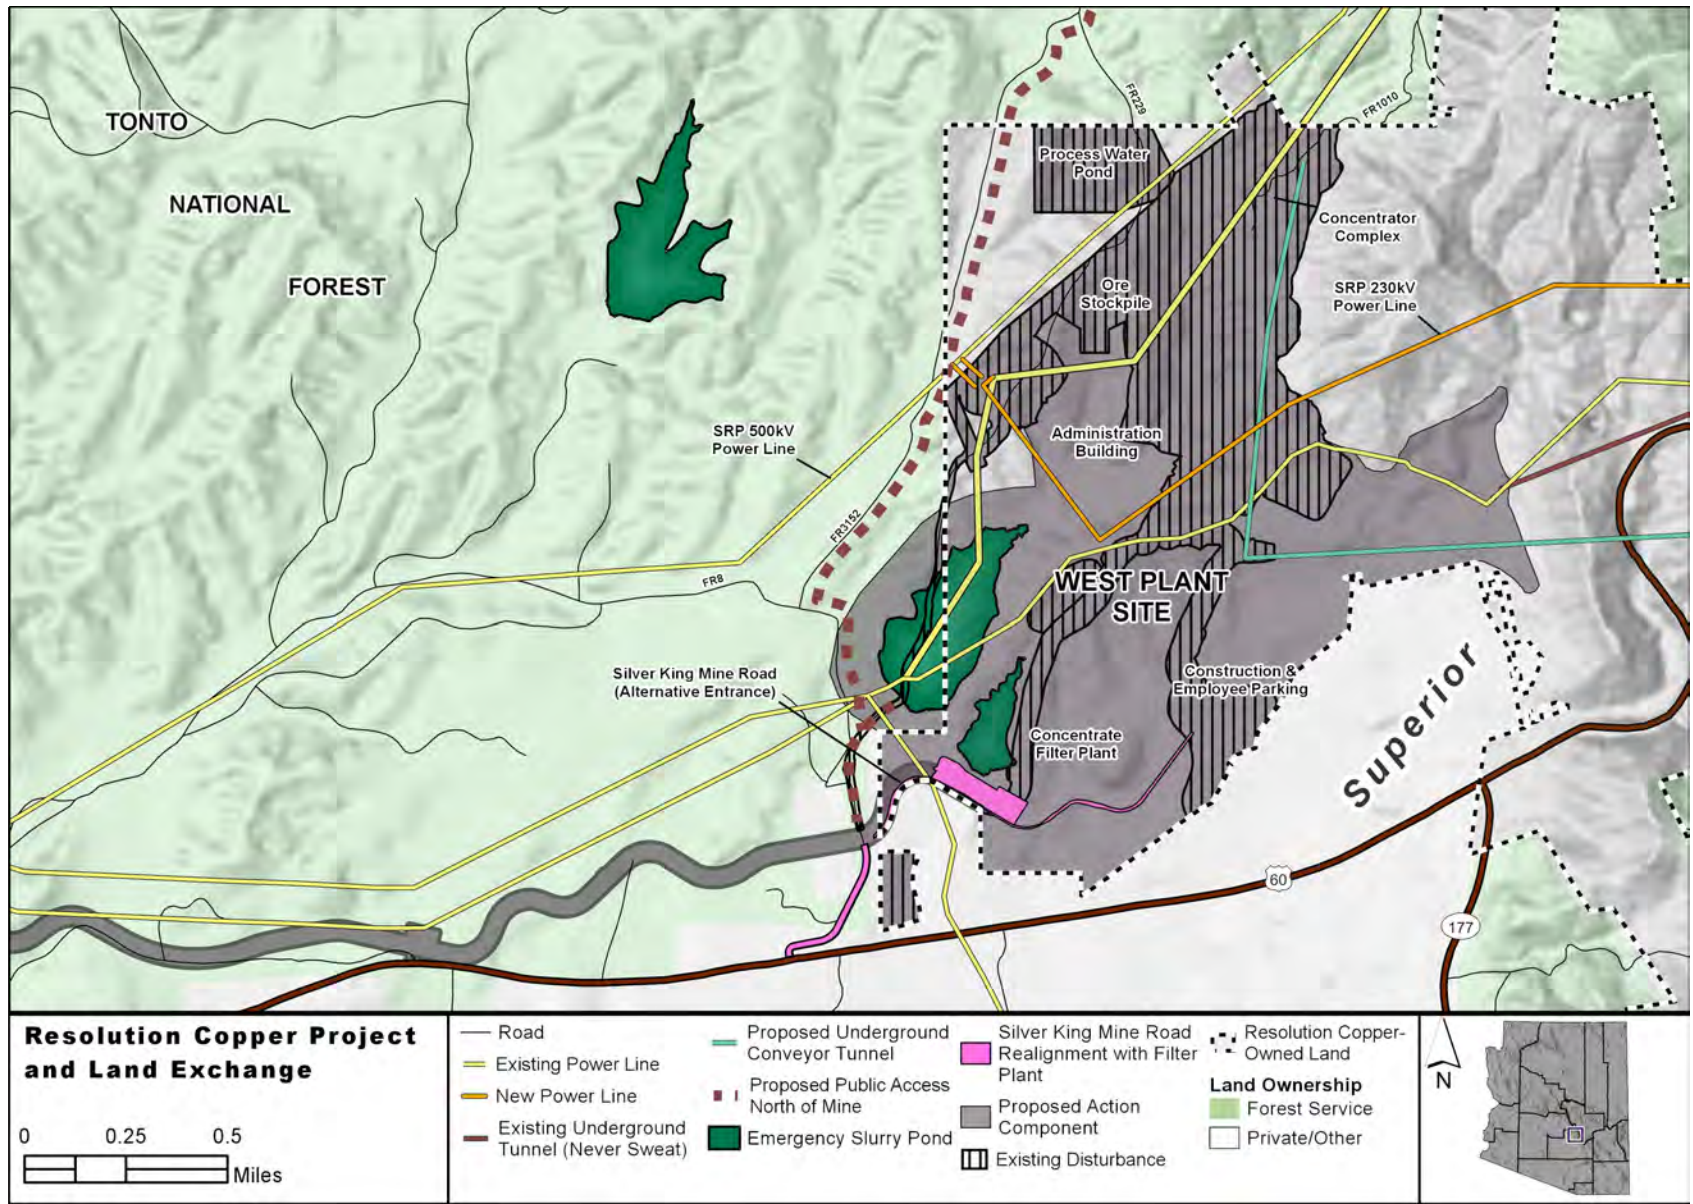 TONTO
NATIONAL
FOREST
FR229
FR1010
Process Water
Pond
Concentrator
Complex
Ore
Stockpile
SRP 230kV
Power Line
SRP 500kV
Power Line
Administration
Building
FR3152
FR8
WEST PLANT
SITE
Silver King Mine Road
(Alternative Entrance)
Construction &
Employee Parking
Concentrate
Filter Plant
Superior
60
177
Resolution Copper Project
and Land Exchange
0 0.25 0.5
Miles
Road
Existing Power Line
New Power Line
Existing Underground
Tunnel (Never Sweat)
Proposed Underground
Conveyor Tunnel
Proposed Public Access
North of Mine
Emergency Slurry Pond
Silver King Mine Road
Realignment with Filter
Plant
Proposed Action
Component
Existing Disturbance
Resolution Copper-
Owned Land
Land Ownership
Forest Service
Private/Other
N